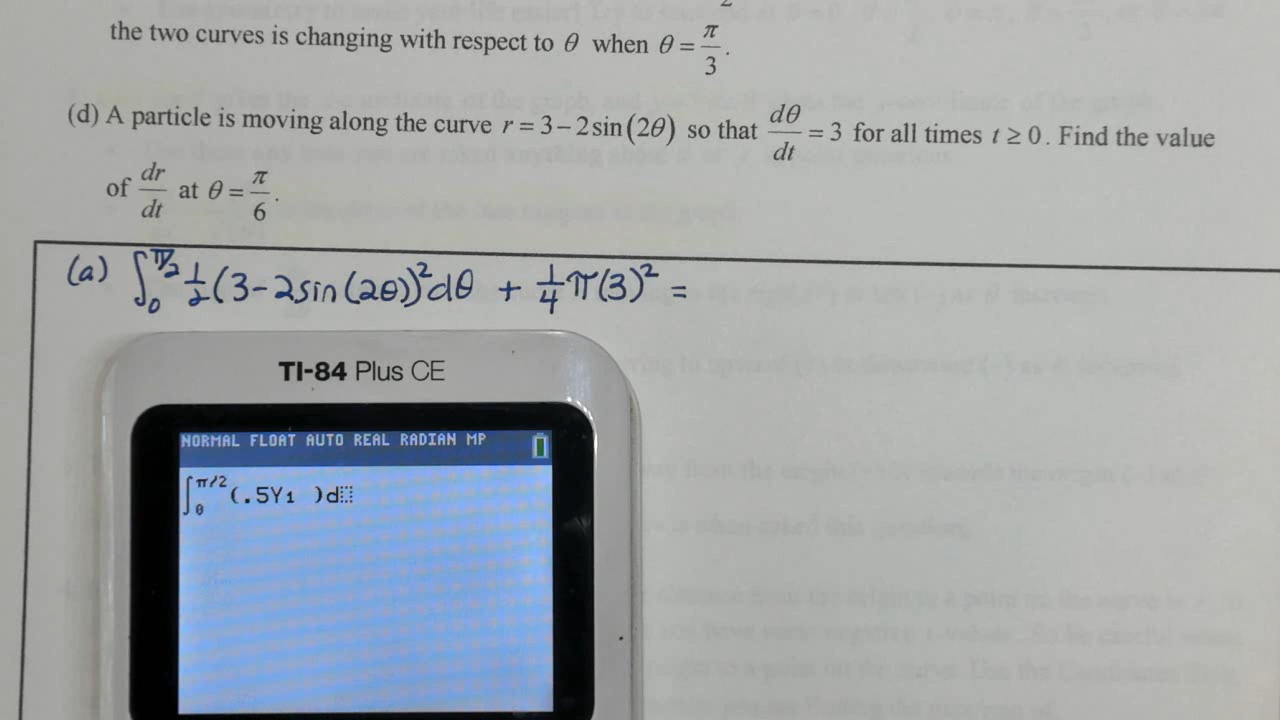 the two curves is changing with respect to θ when θ = π/3.
(d) A particle is moving along the curve r = 3 − 2 sin(2θ) so that dθ/dt = 3 for all times t ≥ 0. Find the value
of dr/dt at θ = π/6.
(a) ∫₀^(π/2) 1/2 (3 - 2sin(2θ))² dθ + 1/4 π(3)² =
TI-84 Plus CE
NORMAL FLOAT AUTO REAL RADIAN MP
∫₀^(π/2) (.5Y₁ )d